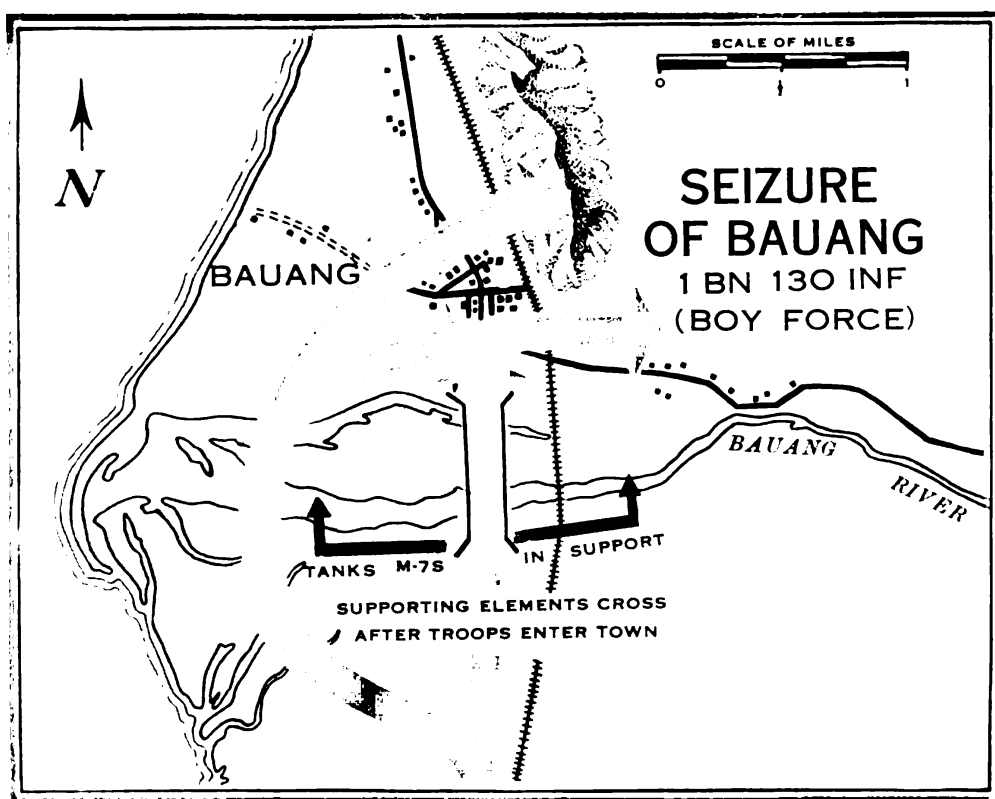 SCALE OF MILES
0 1
N
SEIZURE
OF BAUANG
1 BN 130 INF
(BOY FORCE)
BAUANG
BAUANG
RIVER
TANKS M-7S IN SUPPORT
SUPPORTING ELEMENTS CROSS
AFTER TROOPS ENTER TOWN